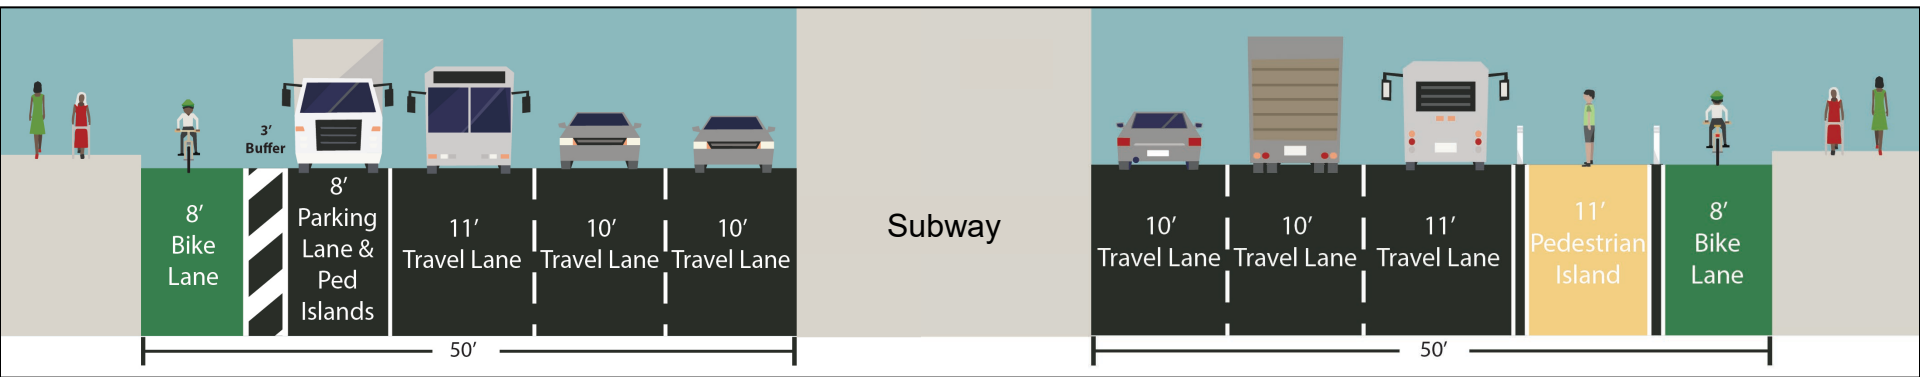 8’
Bike
Lane
3’
Buffer
8’
Parking
Lane &
Ped
Islands
11’
Travel Lane
10’
Travel Lane
10’
Travel Lane
50’
Subway
10’
Travel Lane
10’
Travel Lane
11’
Travel Lane
11’
Pedestrian
Island
8’
Bike
Lane
50’